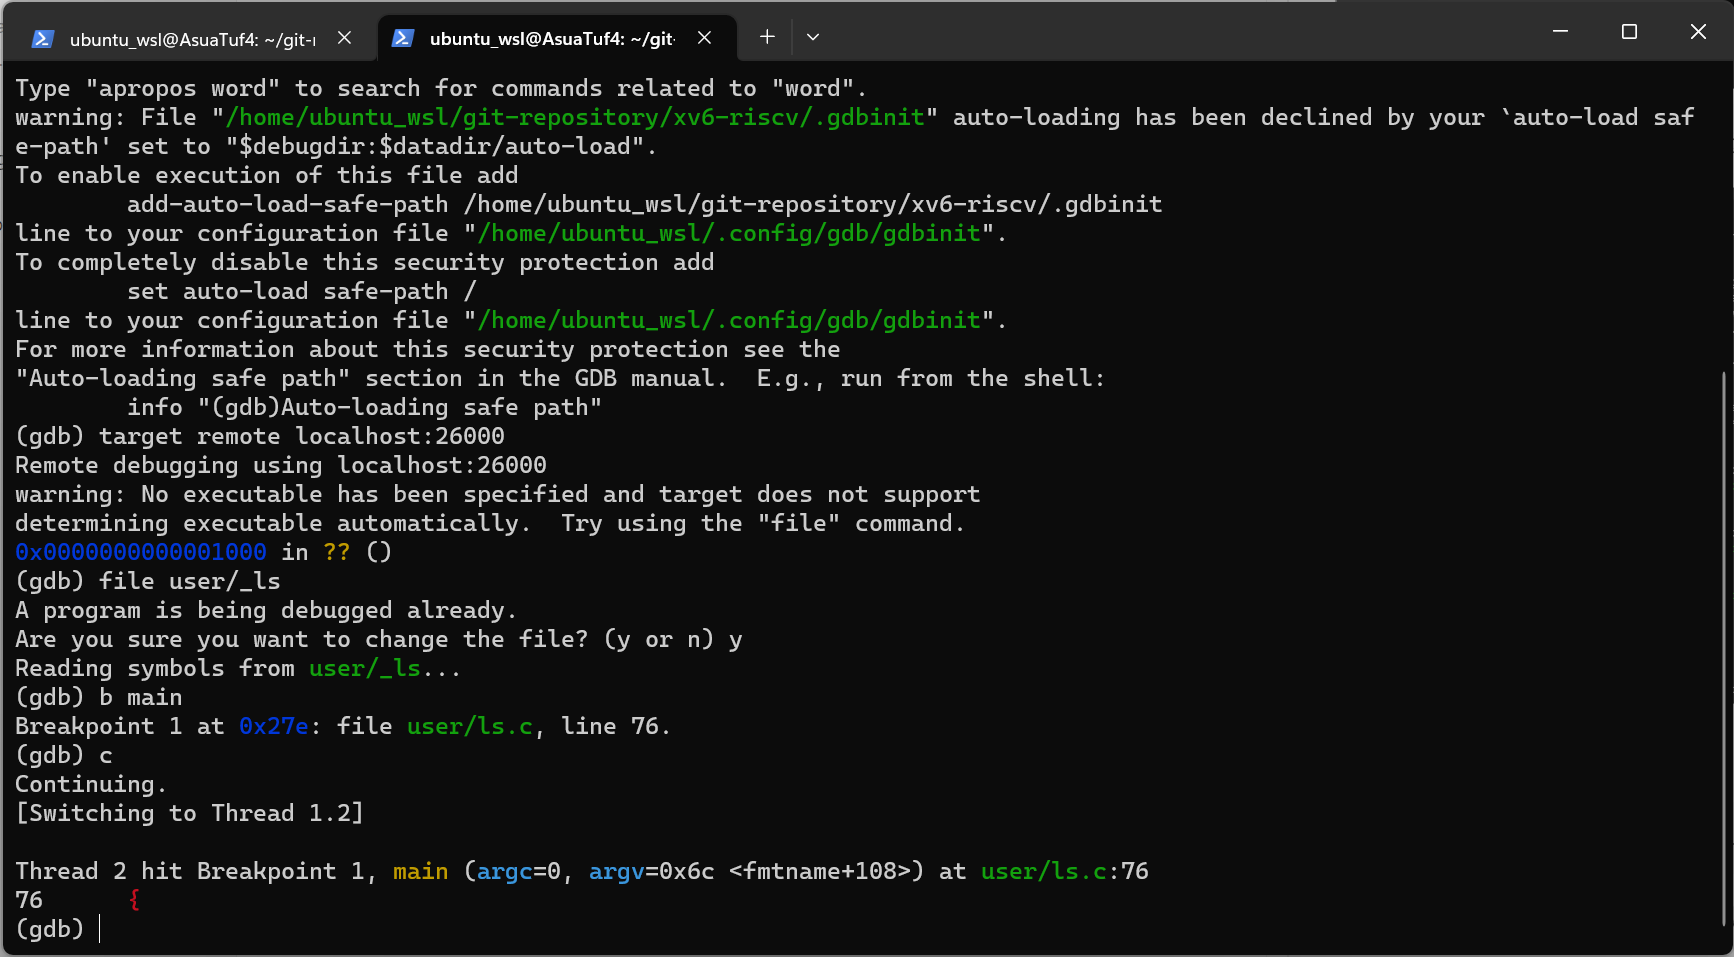 ubuntu_wsl@AsuaTuf4: ~/git-r
ubuntu_wsl@AsuaTuf4: ~/git-
Type "apropos word" to search for commands related to "word".
warning: File "/home/ubuntu_wsl/git-repository/xv6-riscv/.gdbinit" auto-loading has been declined by your `auto-load saf
e-path' set to "$debugdir:$datadir/auto-load".
To enable execution of this file add
        add-auto-load-safe-path /home/ubuntu_wsl/git-repository/xv6-riscv/.gdbinit
line to your configuration file "/home/ubuntu_wsl/.config/gdb/gdbinit".
To completely disable this security protection add
        set auto-load safe-path /
line to your configuration file "/home/ubuntu_wsl/.config/gdb/gdbinit".
For more information about this security protection see the
"Auto-loading safe path" section in the GDB manual.  E.g., run from the shell:
        info "(gdb)Auto-loading safe path"
(gdb) target remote localhost:26000
Remote debugging using localhost:26000
warning: No executable has been specified and target does not support
determining executable automatically.  Try using the "file" command.
0x0000000000001000 in ?? ()
(gdb) file user/_ls
A program is being debugged already.
Are you sure you want to change the file? (y or n) y
Reading symbols from user/_ls...
(gdb) b main
Breakpoint 1 at 0x27e: file user/ls.c, line 76.
(gdb) c
Continuing.
[Switching to Thread 1.2]
Thread 2 hit Breakpoint 1, main (argc=0, argv=0x6c <fmtname+108>) at user/ls.c:76
76      {
(gdb)